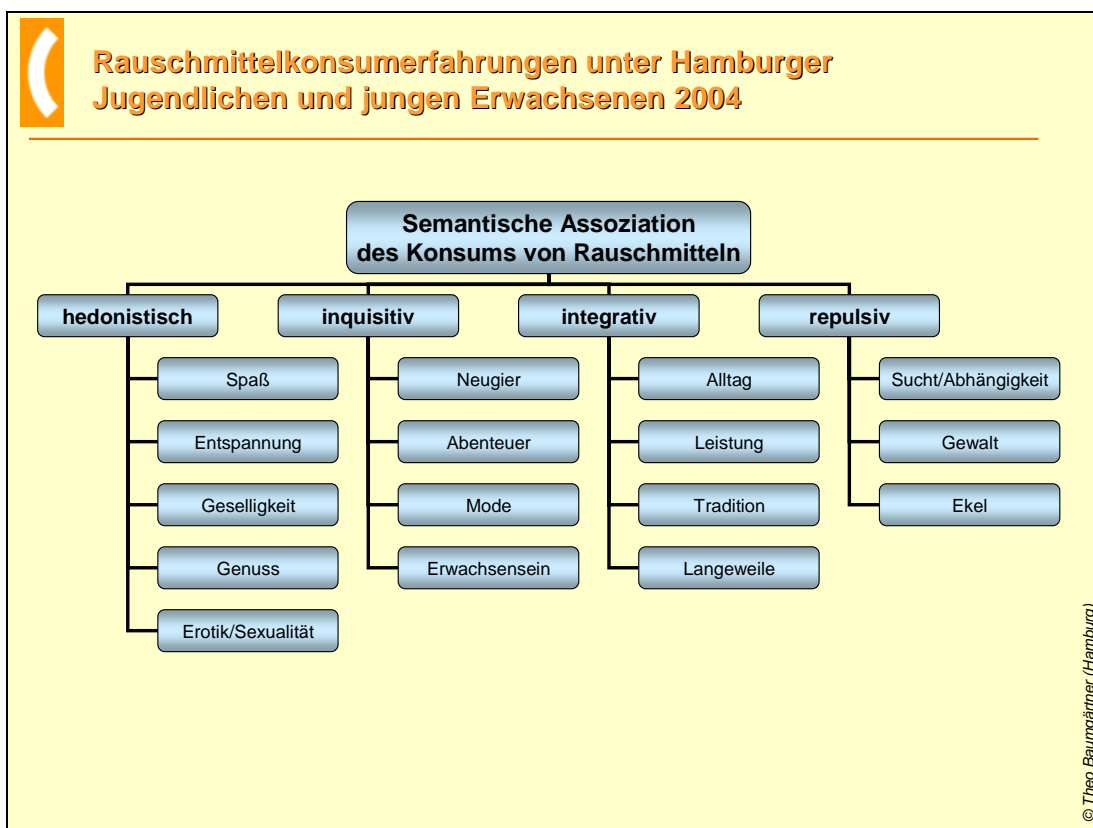 Rauschmittelkonsumerfahrungen unter Hamburger
Jugendlichen und jungen Erwachsenen 2004
Semantische Assoziation
des Konsums von Rauschmitteln
hedonistisch
Spaß
Entspannung
Geselligkeit
Genuss
Erotik/Sexualität
inquisitiv
Neugier
Abenteuer
Mode
Erwachsensein
integrativ
Alltag
Leistung
Tradition
Langeweile
repulsiv
Sucht/Abhängigkeit
Gewalt
Ekel
© Theo Baumgärtner (Hamburg)